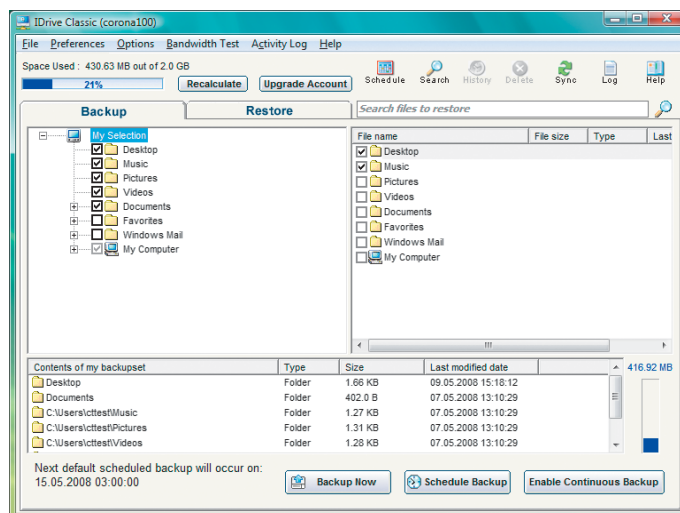 IDrive Classic (corona100)
File Preferences Options Bandwidth Test Activity Log Help
Space Used : 430.63 MB out of 2.0 GB
21% Recalculate Upgrade Account
Schedule Search History Delete Sync Log Help
Backup Restore Search files to restore
My Selection
Desktop
Music
Pictures
Videos
Documents
Favorites
Windows Mail
My Computer
File name File size Type Last
Desktop
Music
Pictures
Videos
Documents
Favorites
Windows Mail
My Computer
Contents of my backupset Type Size Last modified date 416.92 MB
Desktop Folder 1.66 KB 09.05.2008 15:18:12
Documents Folder 402.0 B 07.05.2008 13:10:29
C:\Users\cttest\Music Folder 1.27 KB 07.05.2008 13:10:29
C:\Users\cttest\Pictures Folder 1.31 KB 07.05.2008 13:10:29
C:\Users\cttest\Videos Folder 1.28 KB 07.05.2008 13:10:29
Next default scheduled backup will occur on:
15.05.2008 03:00:00
Backup Now Schedule Backup Enable Continuous Backup